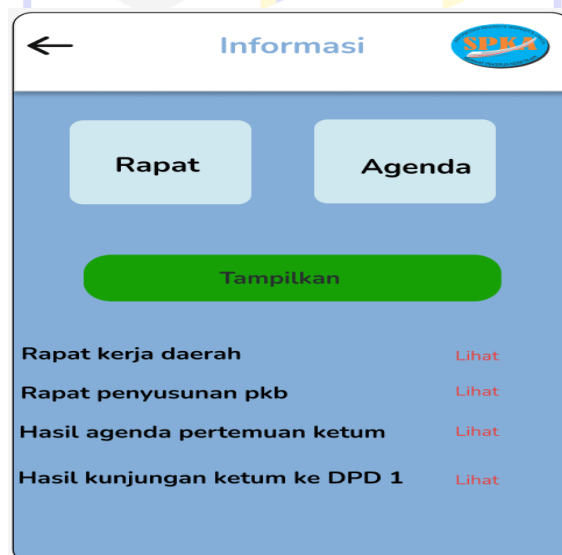 Informasi
SPKA
Rapat
Agenda
Tampilkan
Rapat kerja daerah
Lihat
Rapat penyusunan pkb
Lihat
Hasil agenda pertemuan ketum
Lihat
Hasil kunjungan ketum ke DPD 1
Lihat